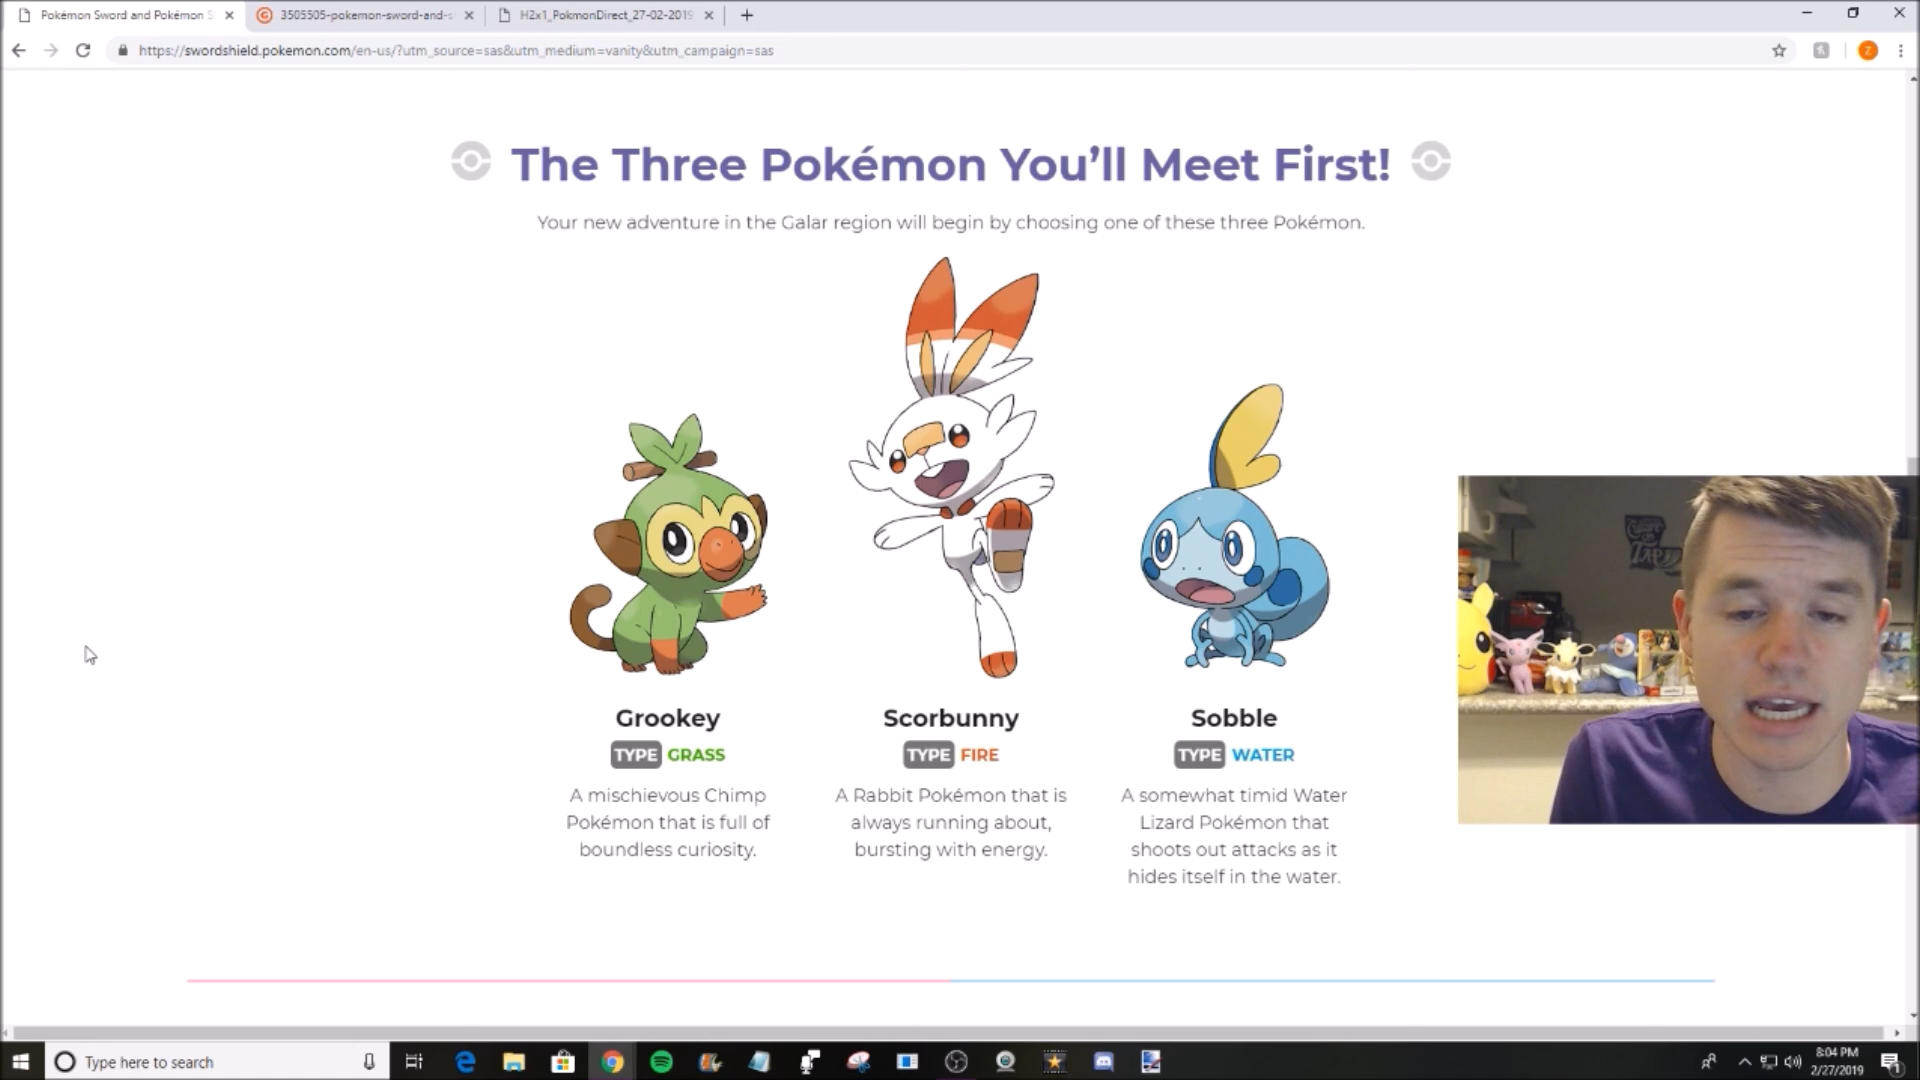 Pokémon Sword and Pokémon S
3505505-pokemon-sword-and-s
H2x1_PokmonDirect_27-02-2019
https://swordshield.pokemon.com/en-us/?utm_source=sas&utm_medium=vanity&utm_campaign=sas
Z
The Three Pokémon You’ll Meet First!
Your new adventure in the Galar region will begin by choosing one of these three Pokémon.
Grookey
TYPE GRASS
A mischievous Chimp
Pokémon that is full of
boundless curiosity.
Scorbunny
TYPE FIRE
A Rabbit Pokémon that is
always running about,
bursting with energy.
Sobble
TYPE WATER
A somewhat timid Water
Lizard Pokémon that
shoots out attacks as it
hides itself in the water.
Type here to search
8:04 PM
2/27/2019
1